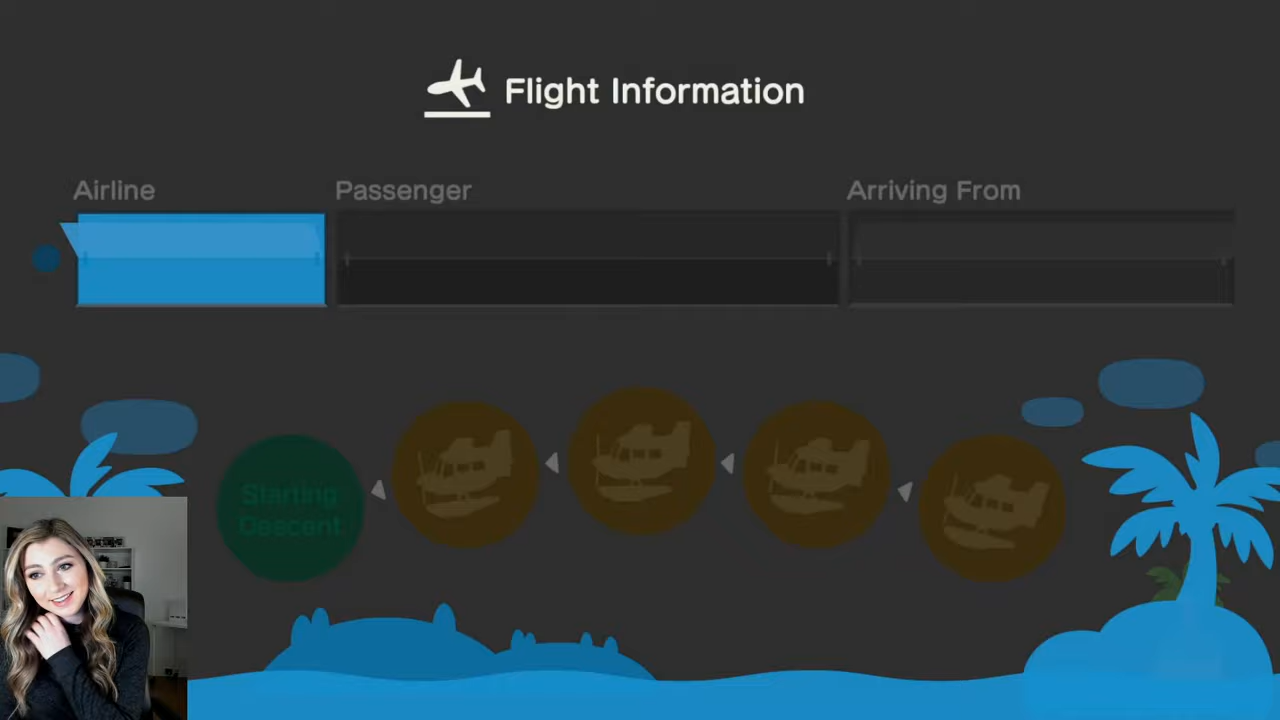 Flight Information
Airline
Passenger
Arriving From
Starting
Descent